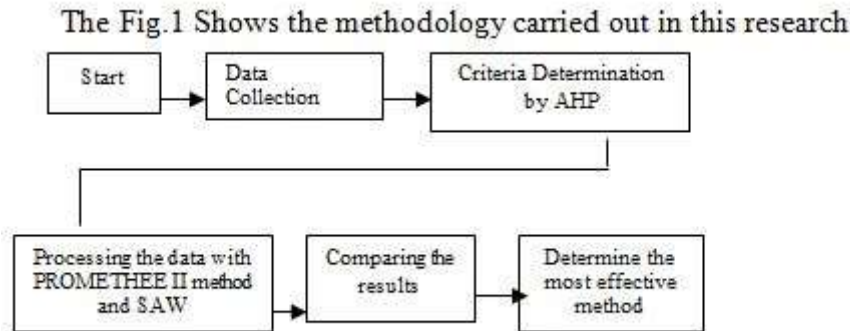 The Fig.1 Shows the methodology carried out in this research
Start
Data
Collection
Criteria Determination
by AHP
Processing the data with
PROMETHEE II method
and SAW
Comparing the
results
Determine the
most effective
method